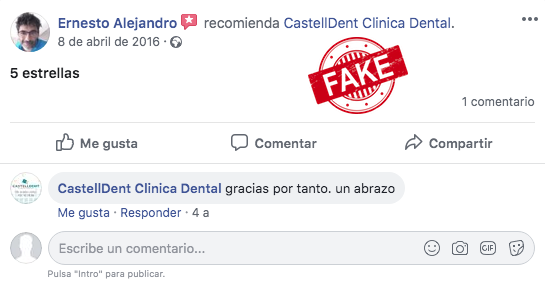 Ernesto Alejandro recomienda CastellDent Clinica Dental.
8 de abril de 2016 ·
5 estrellas
FAKE
1 comentario
Me gusta Comentar Compartir
CastellDent Clinica Dental gracias por tanto. un abrazo
Me gusta · Responder · 4 a
Escribe un comentario...
GIF
Pulsa "Intro" para publicar.